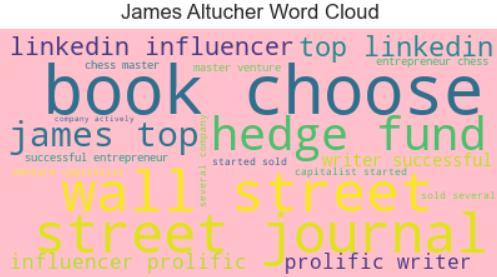 James Altucher Word Cloud
linkedin influencer top linkedin
chess master master venture entrepreneur chess
book choose
company actively
james top hedge fund
successful entrepreneur started sold writer successful
venture capitalist several company capitalist started
wall street sold several
street journal
influencer prolific prolific writer